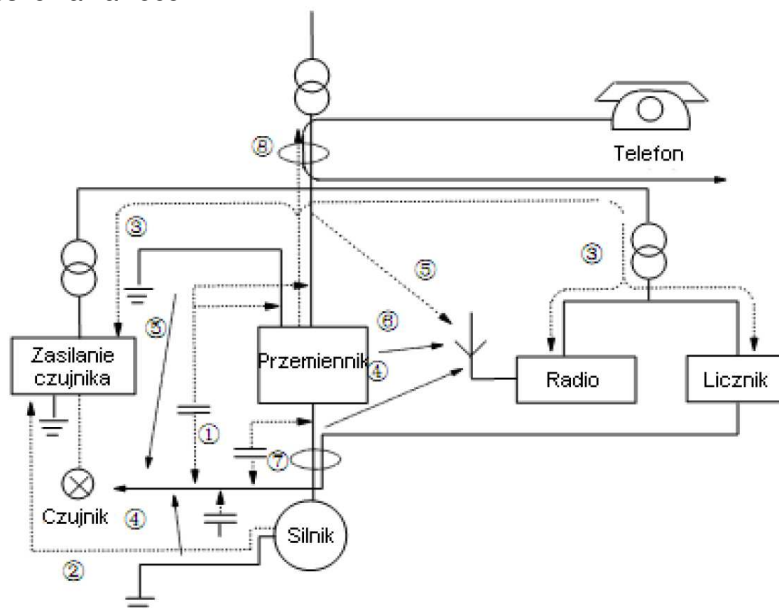 ⑧
Telefon
③
⑤
③
⑤
⑥
Zasilanie
czujnika
Przemiennik
④
Radio
Licznik
①
⑦
Czujnik
④
Silnik
②